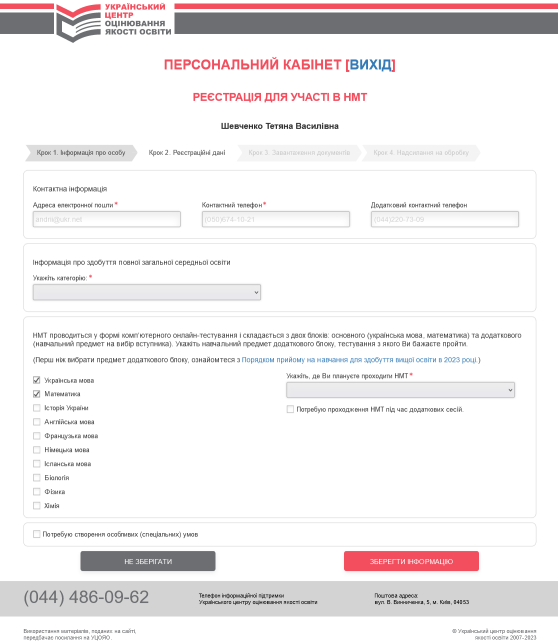 УКРАЇНСЬКИЙ
ЦЕНТР
ОЦІНЮВАННЯ
ЯКОСТІ ОСВІТИ
ПЕРСОНАЛЬНИЙ КАБІНЕТ [ВИХІД]
РЕЄСТРАЦІЯ ДЛЯ УЧАСТІ В НМТ
Шевченко Тетяна Василівна
Крок 1. Інформація про особу Крок 2. Реєстраційні дані Крок 3. Завантаження документів Крок 4. Надсилання на обробку
Контактна інформація
Адреса електронної пошти * Контактний телефон * Додатковий контактний телефон
(050)674-10-21 (044)220-73-99
Інформація про здобуття повної загальної середньої освіти
Укажіть категорію: *
НМТ проводиться у формі комп'ютерного онлайн-тестування і складається з двох блоків: основного (українська мова, математика) та додаткового
(навчальний предмет на вибір вступника). Укажіть навчальний предмет додаткового блоку, тестування з якого Ви бажаєте пройти.
(Перш ніж вибрати предмет додаткового блоку, ознайомтеся з Порядком прийому на навчання для здобуття вищої освіти в 2023 році.)
Українська мова
Математика
Історія України
Англійська мова
Французька мова
Німецька мова
Іспанська мова
Біологія
Фізика
Хімія
Укажіть, де Ви плануєте проходити НМТ *
Потребую проходження НМТ під час додаткових сесій.
Потребую створення особливих (спеціальних) умов
НЕ ЗБЕРІГАТИ ЗБЕРЕГТИ ІНФОРМАЦІЮ
(044) 486-09-62
Телефон інформаційної підтримки
Українського центру оцінювання якості освіти
Поштова адреса:
вул. В. Винниченка, 5, м. Київ, 04053
Використання матеріалів, поданих на сайті,
передбачає посилання на УЦОЯО.
© Український центр оцінювання
якості освіти 2007-2023